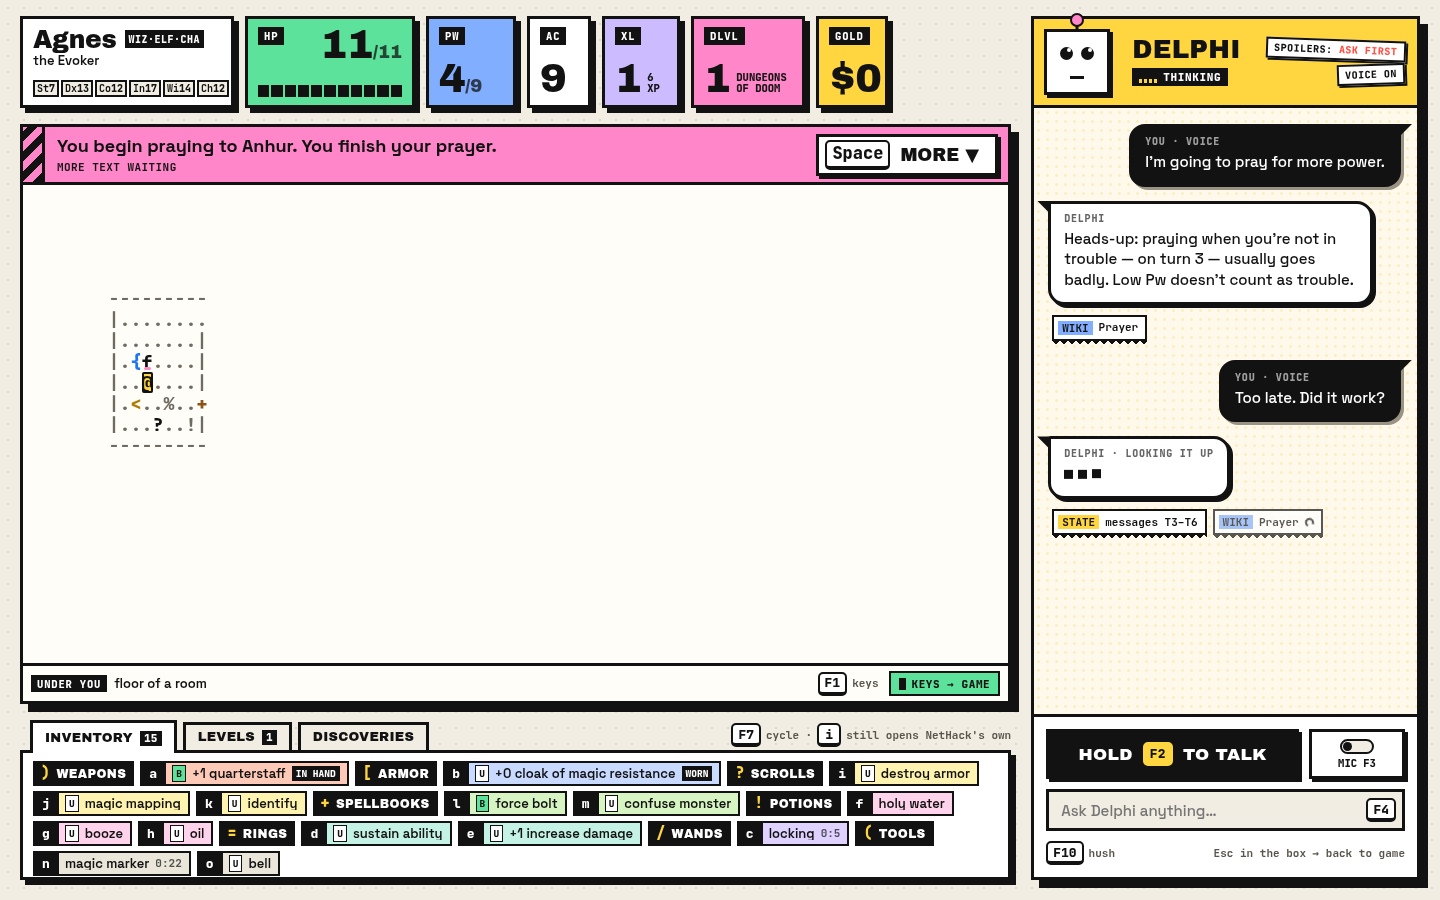 Agnes WIZ·ELF·CHA
the Evoker
St7 Dx13 Co12 In17 Wi14 Ch12
HP 11/11
PW 4/9
AC 9
XL 1 6 XP
DLVL 1 DUNGEONS OF DOOM
GOLD $0
You begin praying to Anhur. You finish your prayer.
MORE TEXT WAITING
Space MORE ▼
---------
|........
|.......|
|.{f....|
|..@....|
|.<..%..+
|...?..!|
---------
UNDER YOU floor of a room
F1 keys KEYS → GAME
INVENTORY 15 LEVELS 1 DISCOVERIES
F7 cycle · i still opens NetHack's own
) WEAPONS a B +1 quarterstaff IN HAND [ ARMOR b U +0 cloak of magic resistance WORN ? SCROLLS i U destroy armor
j U magic mapping k U identify + SPELLBOOKS l B force bolt m U confuse monster ! POTIONS f holy water
g U booze h U oil = RINGS d U sustain ability e U +1 increase damage / WANDS c locking 0:5 ( TOOLS
n magic marker 0:22 o U bell
DELPHI
THINKING
SPOILERS: ASK FIRST
VOICE ON
YOU · VOICE
I'm going to pray for more power.
DELPHI
Heads-up: praying when you're not in
trouble — on turn 3 — usually goes
badly. Low Pw doesn't count as trouble.
WIKI Prayer
YOU · VOICE
Too late. Did it work?
DELPHI · LOOKING IT UP
STATE messages T3–T6 WIKI Prayer
HOLD F2 TO TALK
MIC F3
Ask Delphi anything… F4
F10 hush Esc in the box → back to game